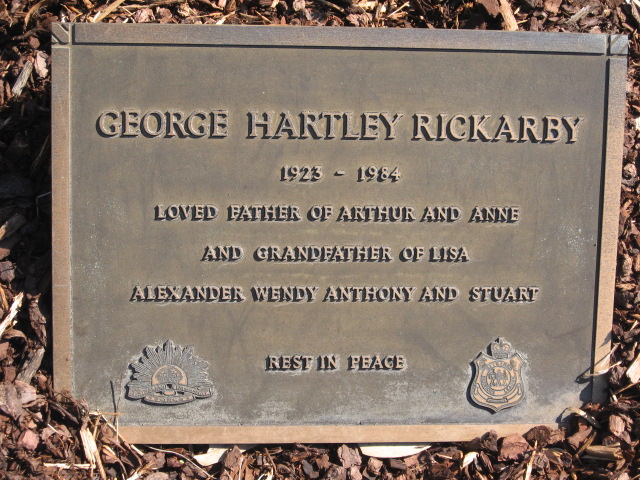 GEORGE HARTLEY RICKARBY
1923 - 1984
LOVED FATHER OF ARTHUR AND ANNE
AND GRANDFATHER OF LISA
ALEXANDER WENDY ANTHONY AND STUART
REST IN PEACE